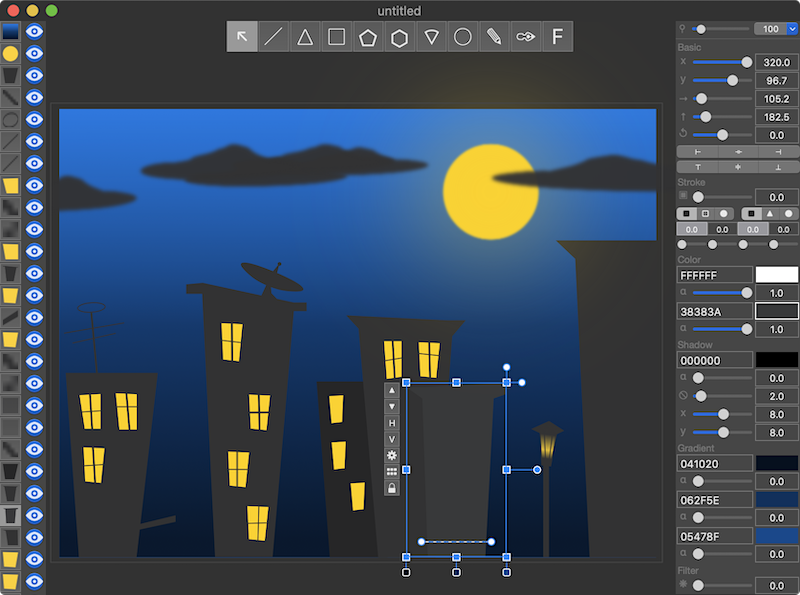 untitled
F
100
Basic
x 320.0
y 96.7
→ 105.2
↑ 182.5
0.0
Stroke
0.0
0.0 0.0 0.0 0.0
Color
FFFFFF
α 1.0
38383A
α 1.0
Shadow
000000
α 0.0
2.0
x 8.0
y 8.0
Gradient
041020
α 0.0
062F5E
α 0.0
05478F
α 0.0
Filter
0.0
H
V